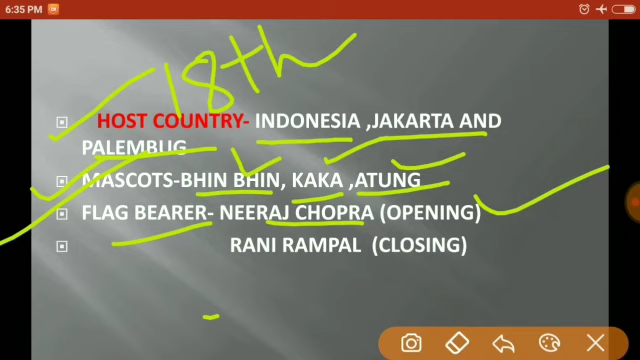 6:35 PM
18th
HOST COUNTRY- INDONESIA ,JAKARTA AND
PALEMBUG
MASCOTS-BHIN BHIN, KAKA ,ATUNG
FLAG BEARER- NEERAJ CHOPRA (OPENING)
RANI RAMPAL (CLOSING)